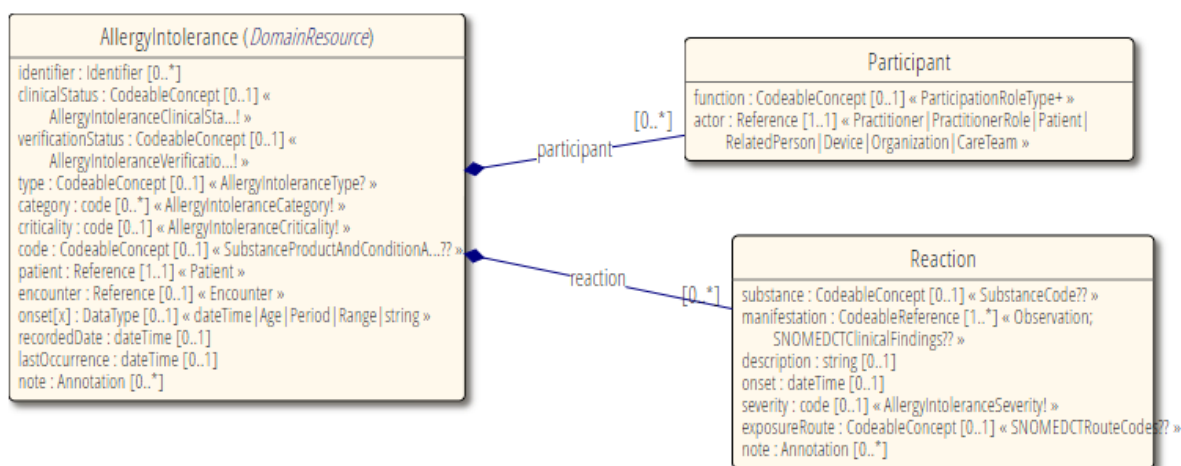 AllergyIntolerance (DomainResource)
identifier : Identifier [0..*]
clinicalStatus : CodeableConcept [0..1] «
AllergyIntoleranceClinicalSta...! »
verificationStatus : CodeableConcept [0..1] «
AllergyIntoleranceVerificatio...! »
type : CodeableConcept [0..1] « AllergyIntoleranceType? »
category : code [0..*] « AllergyIntoleranceCategory! »
criticality : code [0..1] « AllergyIntoleranceCriticality! »
code : CodeableConcept [0..1] « SubstanceProductAndConditionA...?? »
patient : Reference [1..1] « Patient »
encounter : Reference [0..1] « Encounter »
onset[x] : DataType [0..1] « dateTime|Age|Period|Range|string »
recordedDate : dateTime [0..1]
lastOccurrence : dateTime [0..1]
note : Annotation [0..*]
participant
[0..*]
Participant
function : CodeableConcept [0..1] « ParticipationRoleType+ »
actor : Reference [1..1] « Practitioner|PractitionerRole|Patient|
RelatedPerson|Device|Organization|CareTeam »
reaction
[0..*]
Reaction
substance : CodeableConcept [0..1] « SubstanceCode?? »
manifestation : CodeableReference [1..*] « Observation;
SNOMEDCTClinicalFindings?? »
description : string [0..1]
onset : dateTime [0..1]
severity : code [0..1] « AllergyIntoleranceSeverity! »
exposureRoute : CodeableConcept [0..1] « SNOMEDCTRouteCodes?? »
note : Annotation [0..*]